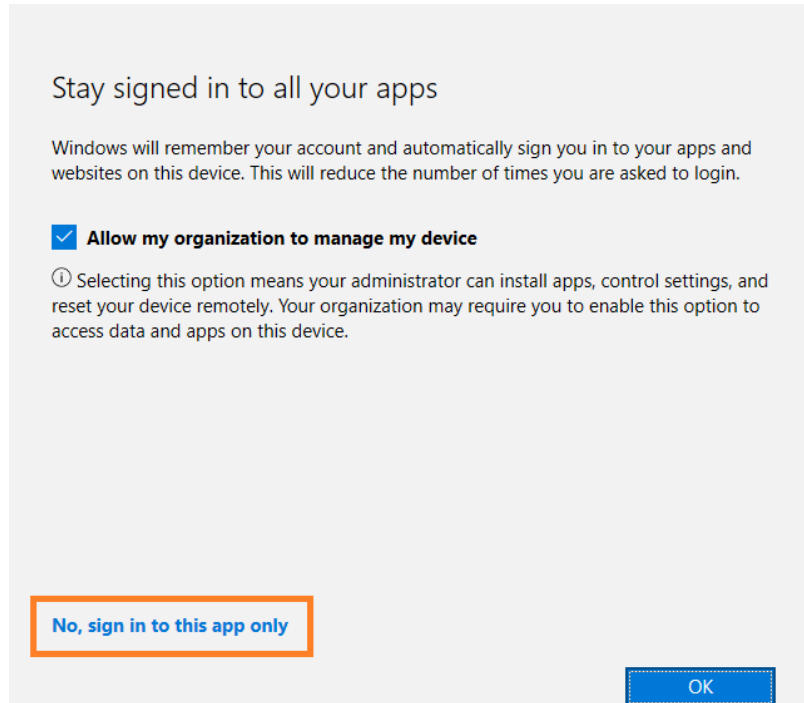 Stay signed in to all your apps
Windows will remember your account and automatically sign you in to your apps and
websites on this device. This will reduce the number of times you are asked to login.
Allow my organization to manage my device
Selecting this option means your administrator can install apps, control settings, and
reset your device remotely. Your organization may require you to enable this option to
access data and apps on this device.
No, sign in to this app only
OK